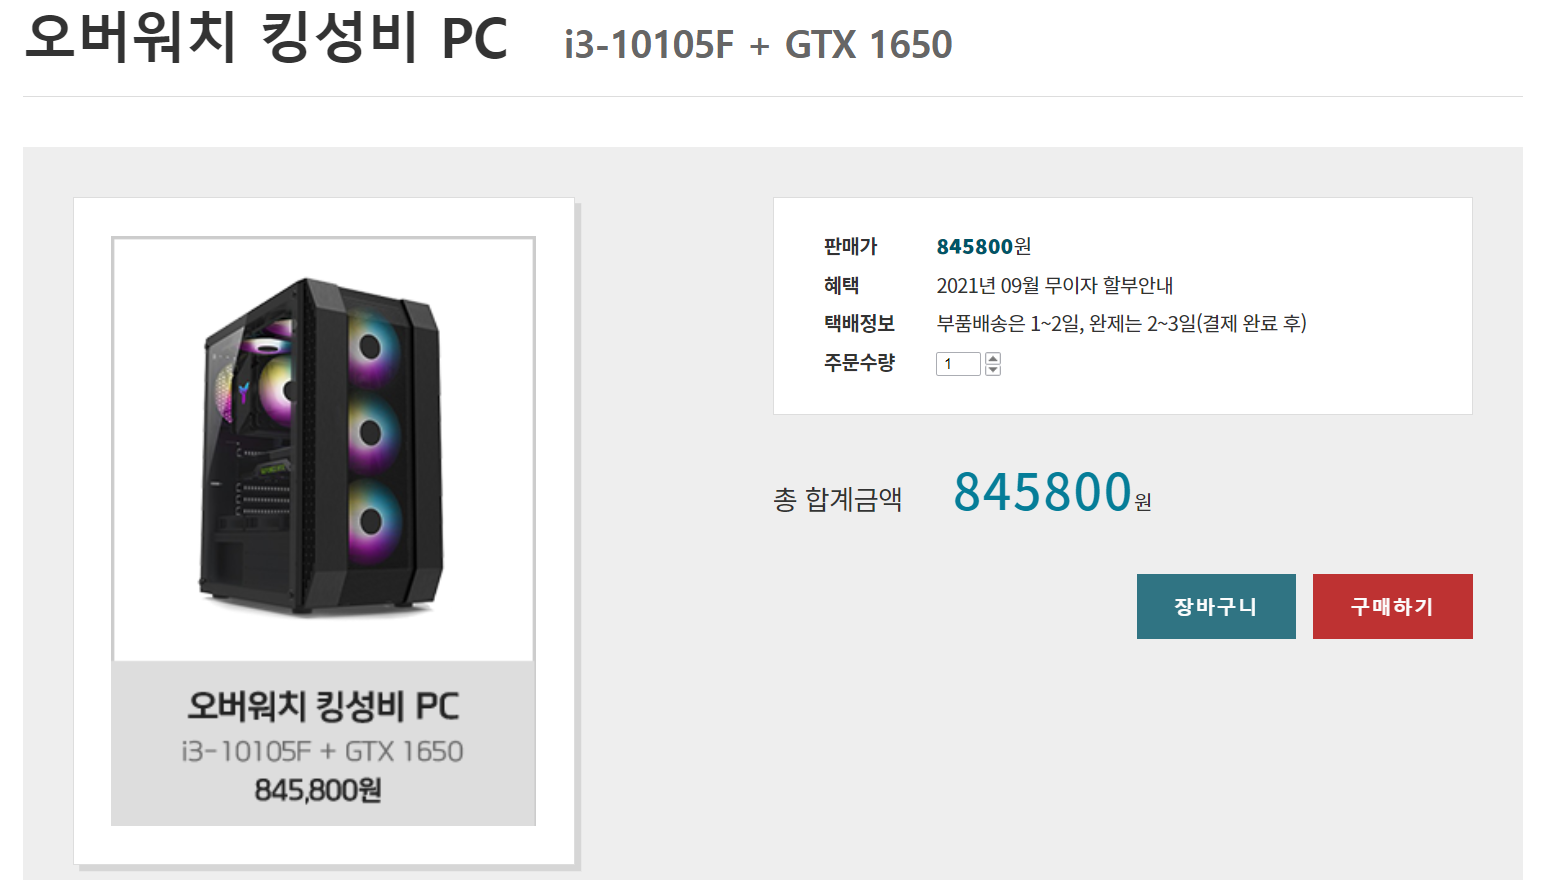 오버워치 킹성비 PC i3-10105F + GTX 1650
판매가 845800원
혜택 2021년 09월 무이자 할부안내
택배정보 부품배송은 1~2일, 완제는 2~3일(결제 완료 후)
주문수량 1
총 합계금액 845800원
장바구니 구매하기
오버워치 킹성비 PC
i3-10105F + GTX 1650
845,800원